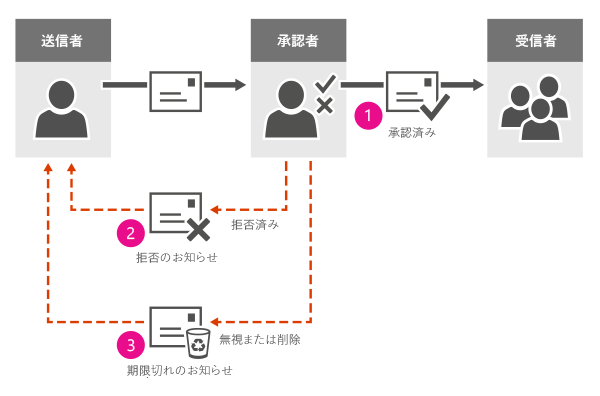 送信者
承認者
受信者
1
承認済み
2
拒否済み
拒否のお知らせ
3
無視または削除
期限切れのお知らせ